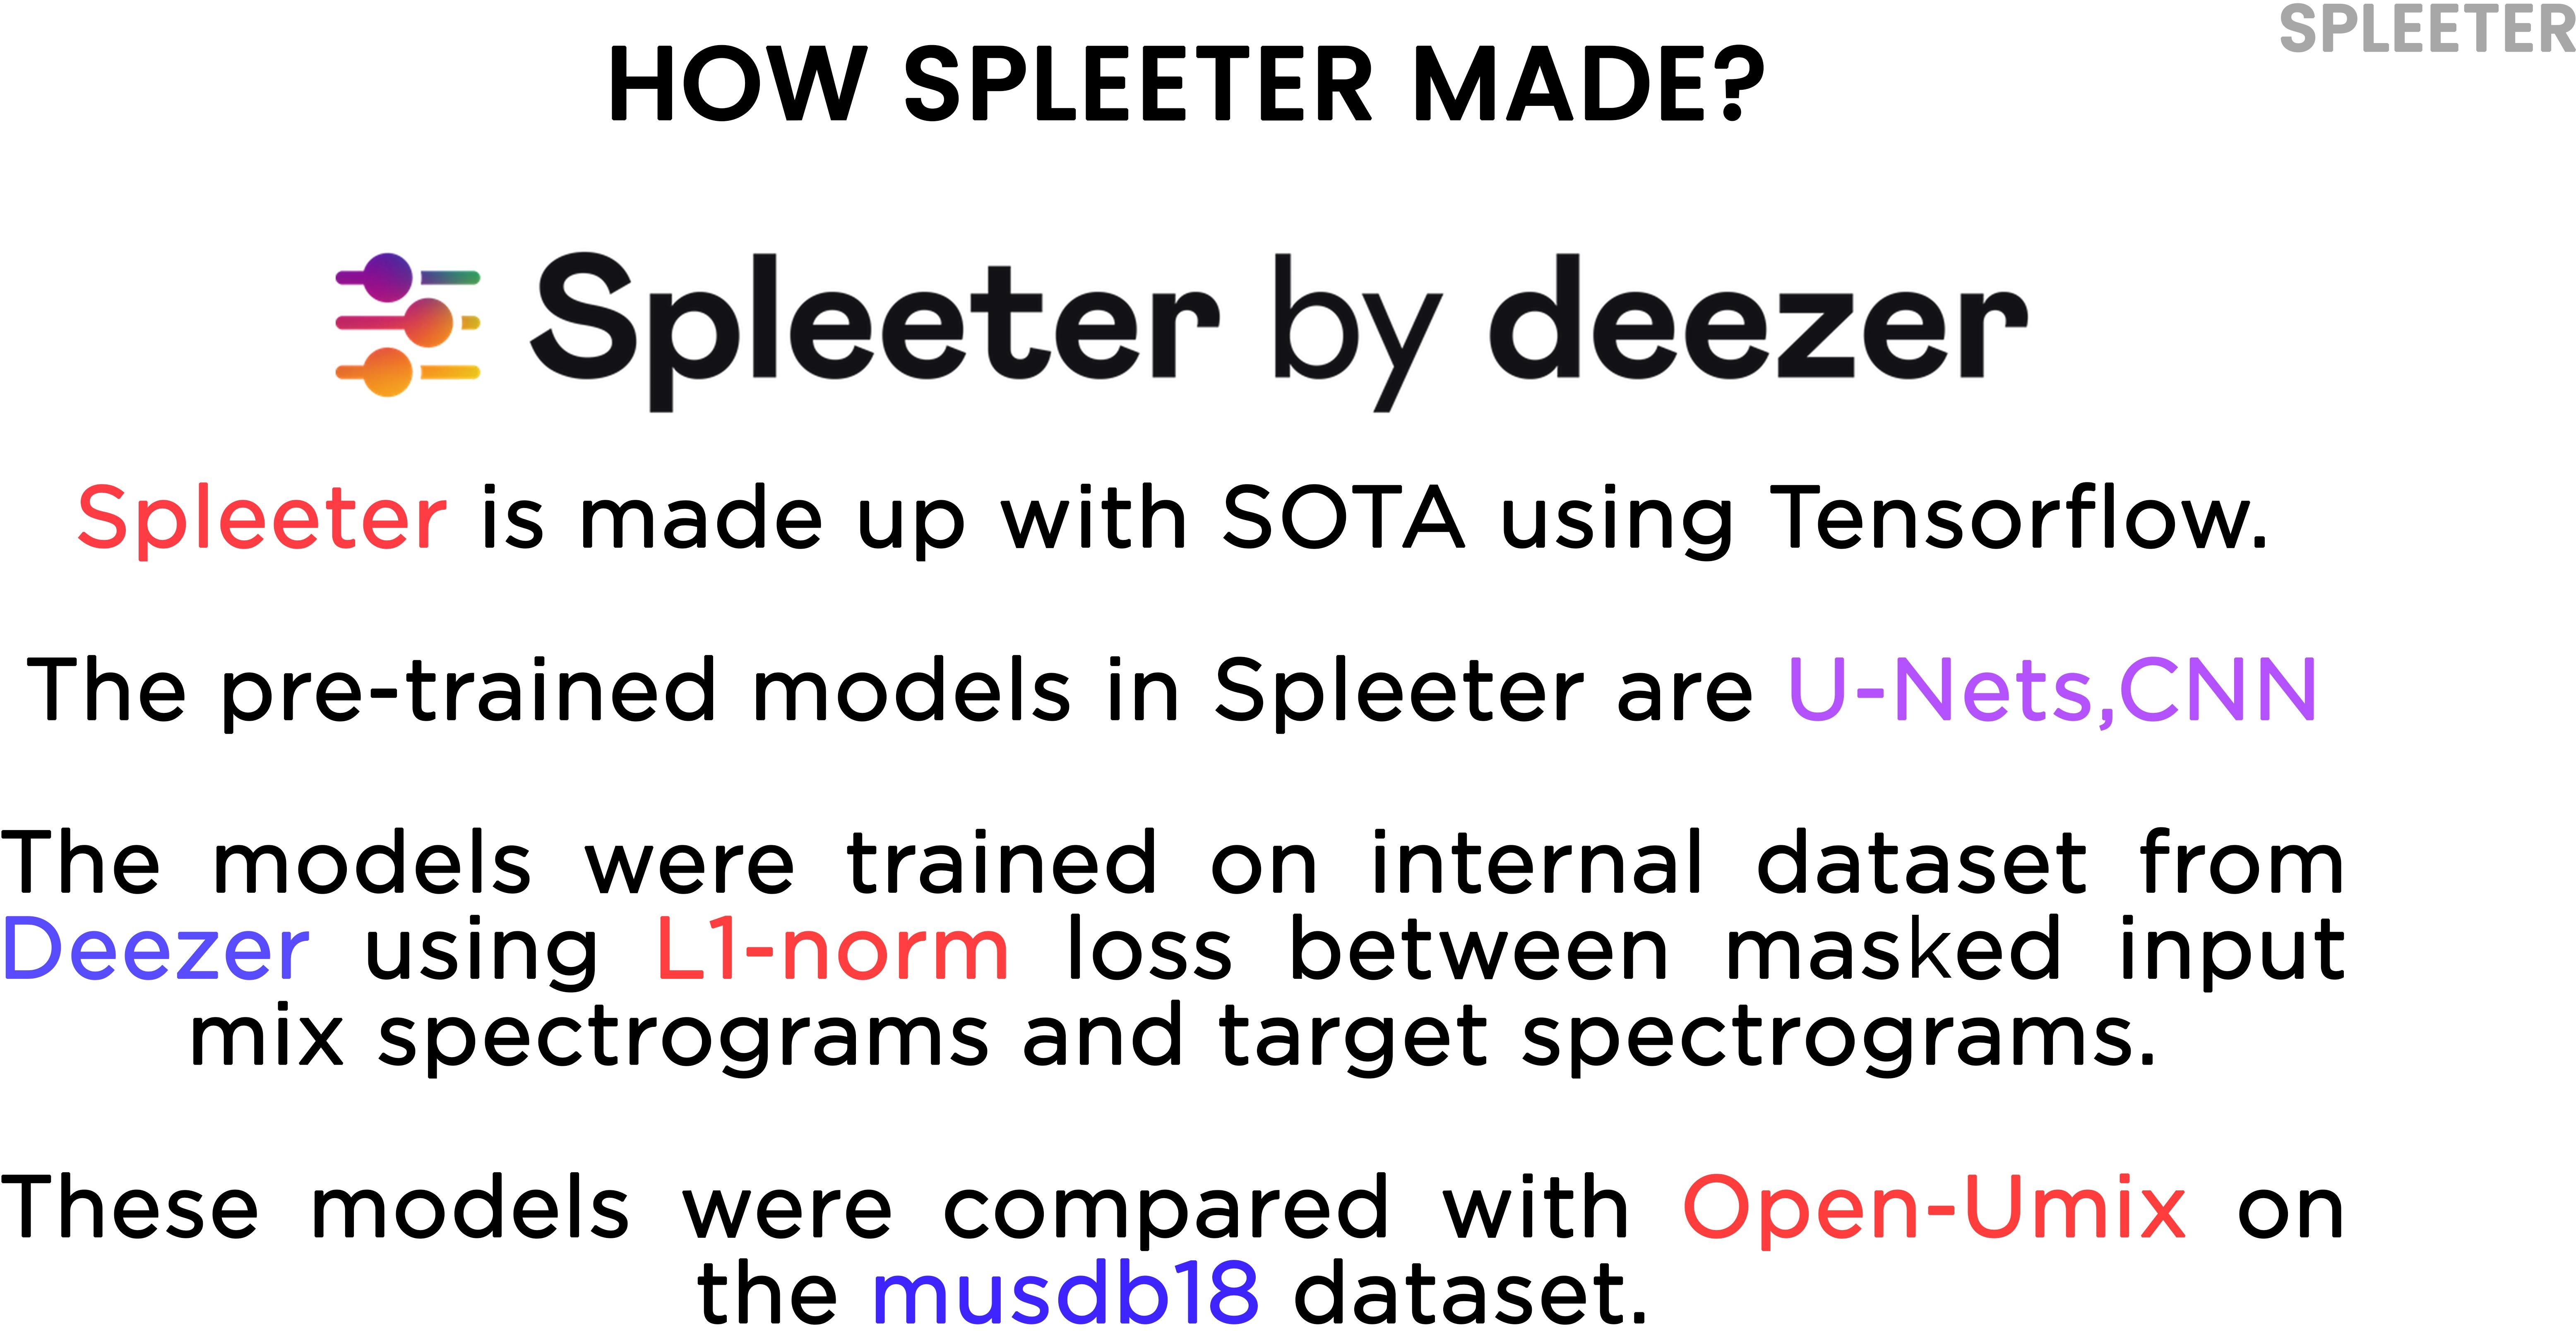 SPLEETER
HOW SPLEETER MADE?
Spleeter by deezer
Spleeter is made up with SOTA using Tensorflow.
The pre-trained models in Spleeter are U-Nets,CNN
The models were trained on internal dataset from
Deezer using L1-norm loss between masked input
mix spectrograms and target spectrograms.
These models were compared with Open-Umix on
the musdb18 dataset.